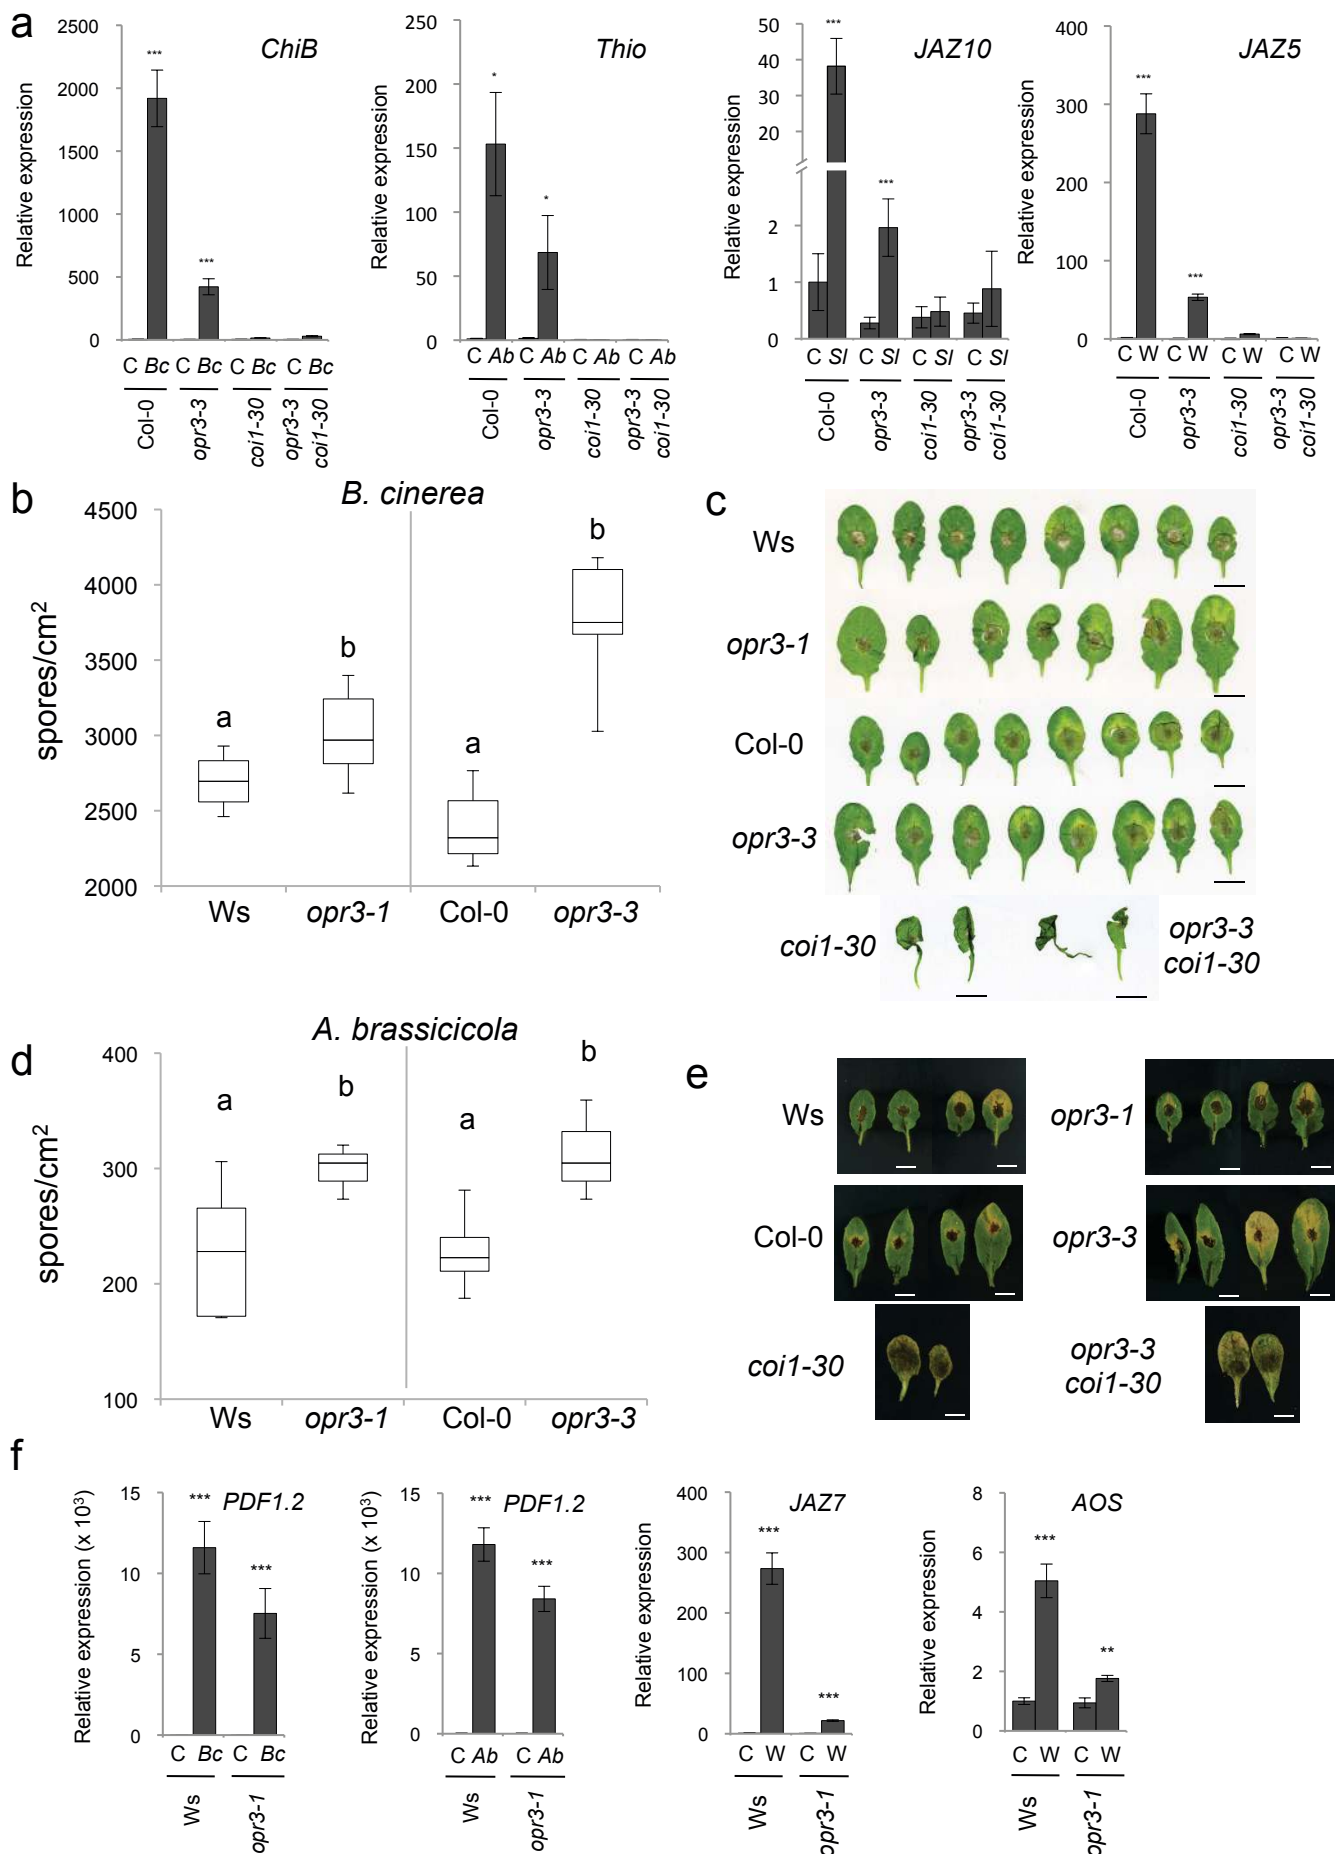 a
ChiB
Relative expression
2500
2000
1500
1000
500
0
***
***
C Bc C Bc C Bc C Bc
Col-0
opr3-3
coi1-30
opr3-3
coi1-30
Thio
Relative expression
250
200
150
100
50
0
*
*
C Ab C Ab C Ab C Ab
Col-0
opr3-3
coi1-30
opr3-3
coi1-30
JAZ10
Relative expression
50
40
30
20
2
1
0
***
***
C Sl C Sl C Sl C Sl
Col-0
opr3-3
coi1-30
opr3-3
coi1-30
JAZ5
Relative expression
400
300
200
100
0
***
***
C W C W C W C W
Col-0
opr3-3
coi1-30
opr3-3
coi1-30
b
B. cinerea
spores/cm²
4500
4000
3500
3000
2500
2000
a
b
a
b
Ws opr3-1 Col-0 opr3-3
c
Ws
opr3-1
Col-0
opr3-3
coi1-30
opr3-3
coi1-30
d
A. brassicicola
spores/cm²
400
300
200
100
a
b
a
b
Ws opr3-1 Col-0 opr3-3
e
Ws
opr3-1
Col-0
opr3-3
coi1-30
opr3-3
coi1-30
f
PDF1.2
Relative expression (x 10³)
15
10
5
0
***
***
C Bc C Bc
Ws
opr3-1
PDF1.2
Relative expression (x 10³)
15
10
5
0
***
***
C Ab C Ab
Ws
opr3-1
JAZ7
Relative expression
400
300
200
100
0
***
***
C W C W
Ws
opr3-1
AOS
Relative expression
8
6
4
2
0
***
**
C W C W
Ws
opr3-1